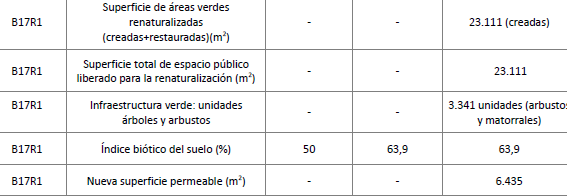 Superficie de áreas verdes
B17R1 renaturalizadas - - 23.111 (creadas)
(creadas+restauradas)(m²)
B17R1 Superficie total de espacio público - - 23.111
liberado para la renaturalización (m²)
B17R1 Infraestructura verde: unidades - - 3.341 unidades (arbustos
árboles y arbustos y matorrales)
B17R1 Índice biótico del suelo (%) 50 63,9 63,9
B17R1 Nueva superficie permeable (m²) - - 6.435